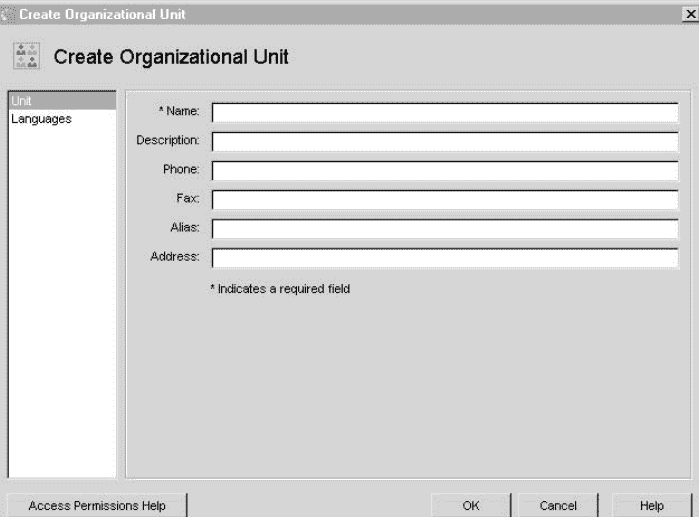 Create Organizational Unit
Create Organizational Unit
Unit
Languages
* Name:
Description:
Phone:
Fax:
Alias:
Address:
* Indicates a required field
Access Permissions Help
OK
Cancel
Help